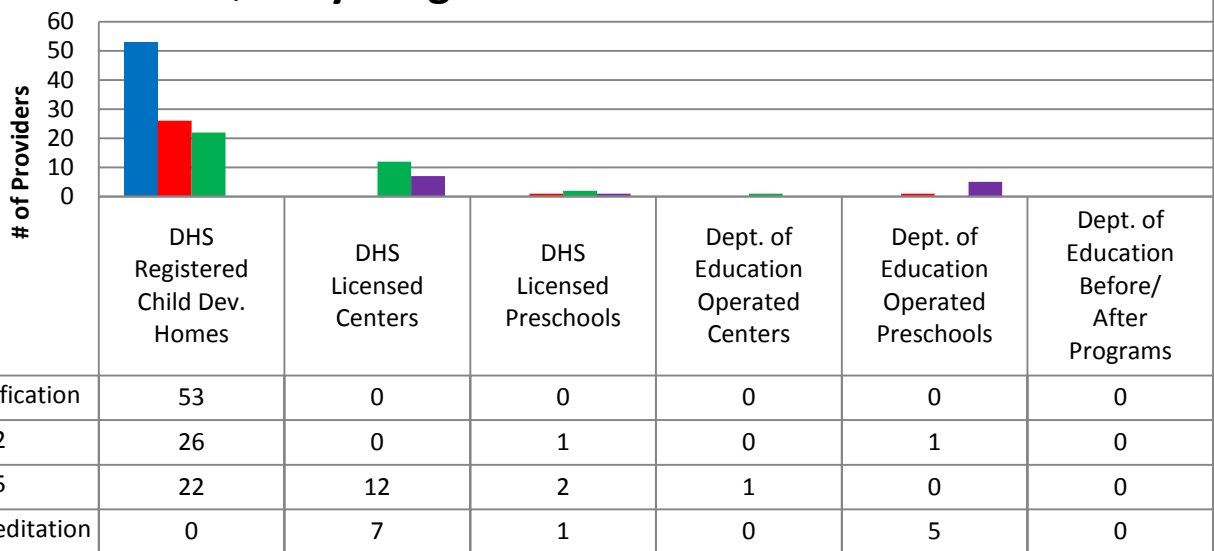 60
50
40
30
20
10
0
# of Providers
DHS
Registered
Child Dev.
Homes
DHS
Licensed
Centers
DHS
Licensed
Preschools
Dept. of
Education
Operated
Centers
Dept. of
Education
Operated
Preschools
Dept. of
Education
Before/
After
Programs
fication 53 0 0 0 0 0
2 26 0 1 0 1 0
22 12 2 1 0 0
editation 0 7 1 0 5 0